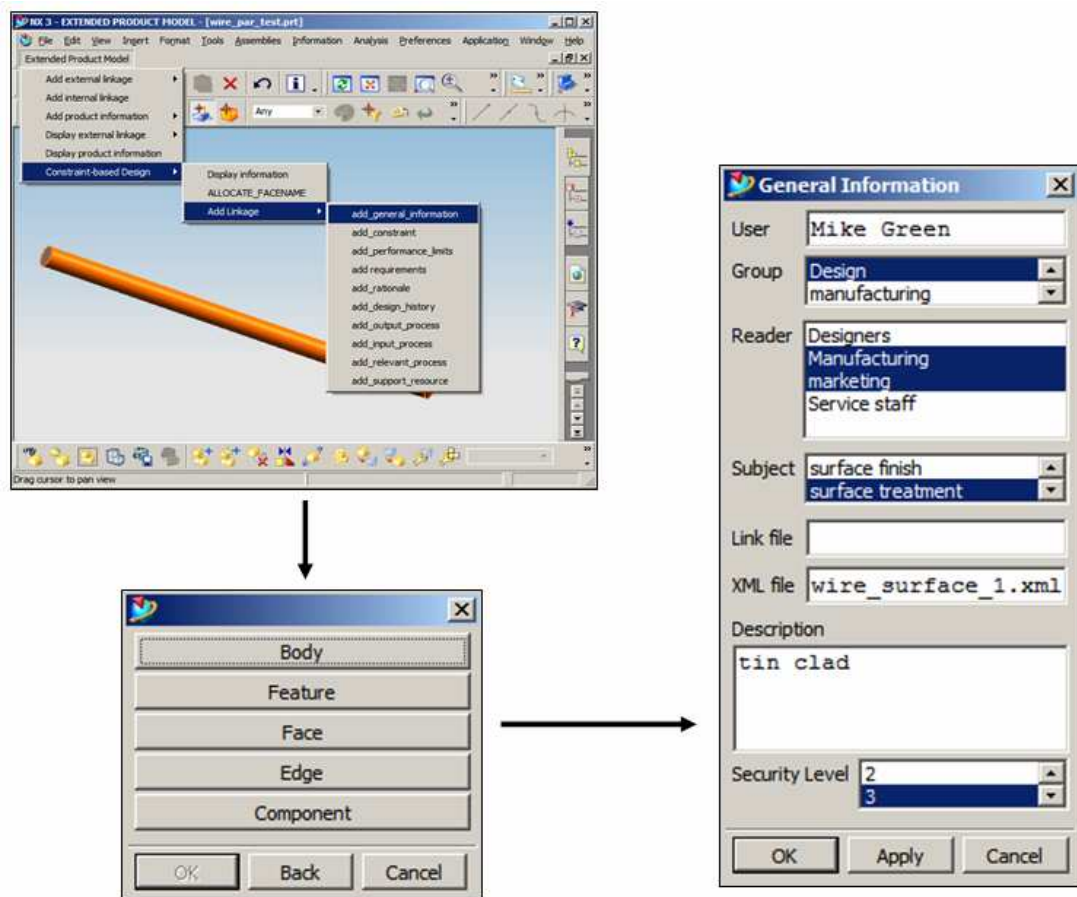 NX 3 - EXTENDED PRODUCT MODEL - [wire_par_test.prt]
File Edit View Insert Format Tools Assemblies Information Analysis Preferences Application Window Help
Extended Product Model
Add external linkage
Add internal linkage
Add product information
Display external linkage
Display product information
Constraint-based Design
Any
Display information
ALLOCATE_FACENAME
Add Linkage
add_general_information
add_constraint
add_performance_limits
add requirements
add_rationale
add_design_history
add_output_process
add_input_process
add_relevant_process
add_support_resource
Drag cursor to pan view
Body
Feature
Face
Edge
Component
OK Back Cancel
General Information
User Mike Green
Group Design
manufacturing
Reader Designers
Manufacturing
marketing
Service staff
Subject surface finish
surface treatment
Link file
XML file wire_surface_1.xml
Description
tin clad
Security Level 2
3
OK Apply Cancel